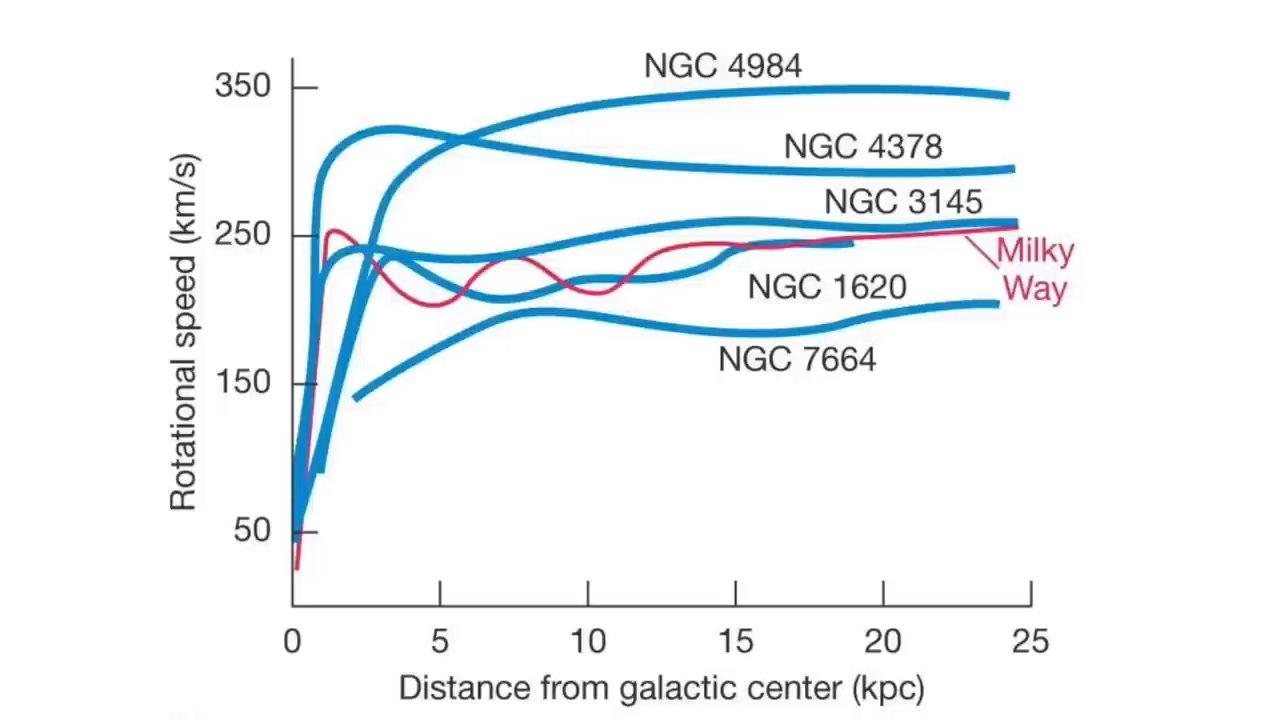 NGC 4984
350
NGC 4378
NGC 3145
250
Milky
Way
NGC 1620
NGC 7664
150
50
Rotational speed (km/s)
0 5 10 15 20 25
Distance from galactic center (kpc)